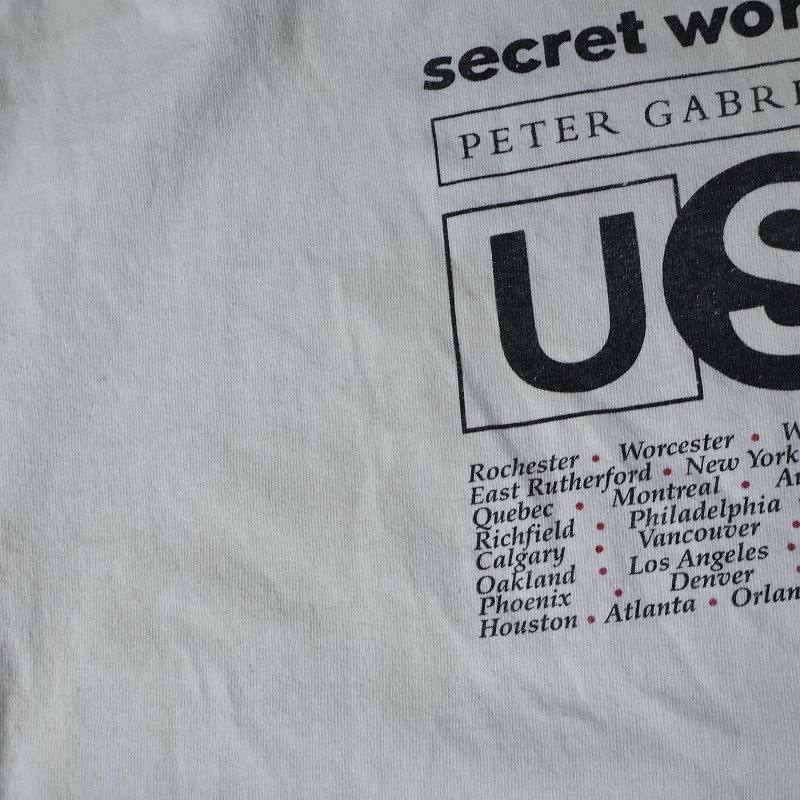 secret wor
PETER GABRI
US
Rochester • Worcester • W
East Rutherford • New York
Quebec • Montreal • An
Richfield • Philadelphia •
Calgary • Vancouver •
Oakland • Los Angeles •
Phoenix • Denver •
Houston • Atlanta • Orlan